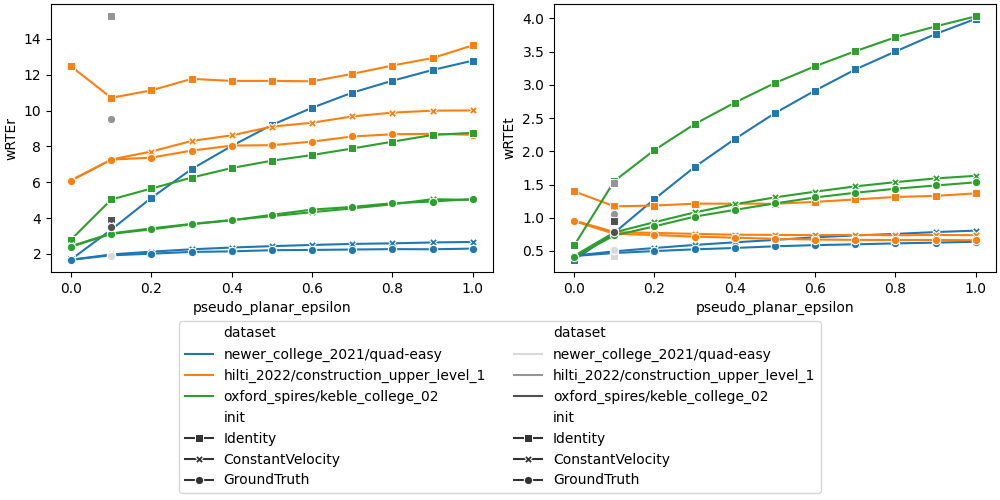 wRTEr
14
12
10
8
6
4
2
0.0 0.2 0.4 0.6 0.8 1.0
pseudo_planar_epsilon
wRTEt
4.0
3.5
3.0
2.5
2.0
1.5
1.0
0.5
0.0 0.2 0.4 0.6 0.8 1.0
pseudo_planar_epsilon
dataset
newer_college_2021/quad-easy
hilti_2022/construction_upper_level_1
oxford_spires/keble_college_02
init
Identity
ConstantVelocity
GroundTruth
dataset
newer_college_2021/quad-easy
hilti_2022/construction_upper_level_1
oxford_spires/keble_college_02
init
Identity
ConstantVelocity
GroundTruth